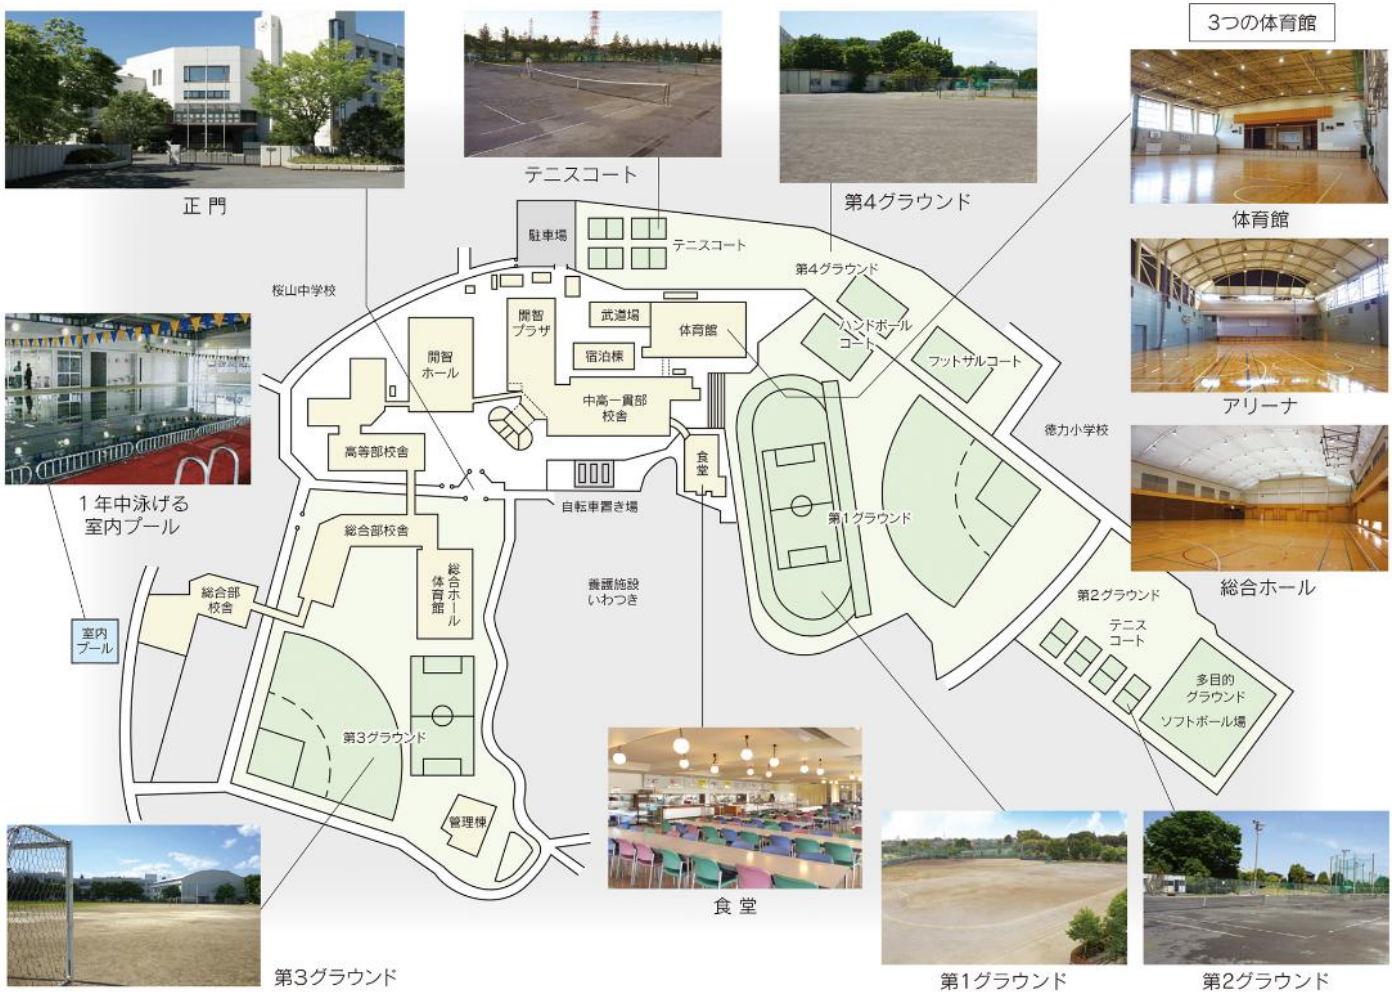 3つの体育館
正門
テニスコート
第4グラウンド
体育館
アリーナ
総合ホール
1年中泳げる
室内プール
駐車場
テニスコート
第4グラウンド
桜山中学校
開智
プラザ
武道場
体育館
ハンドボール
コート
フットサルコート
開智
ホール
宿泊棟
中高一貫部
校舎
徳力小学校
高等部校舎
食堂
自転車置き場
第1グラウンド
総合部校舎
総合ホール
体育館
養護施設
いわつき
総合部
校舎
室内
プール
第2グラウンド
テニス
コート
多目的
グラウンド
ソフトボール場
第3グラウンド
管理棟
食堂
第3グラウンド
第1グラウンド
第2グラウンド